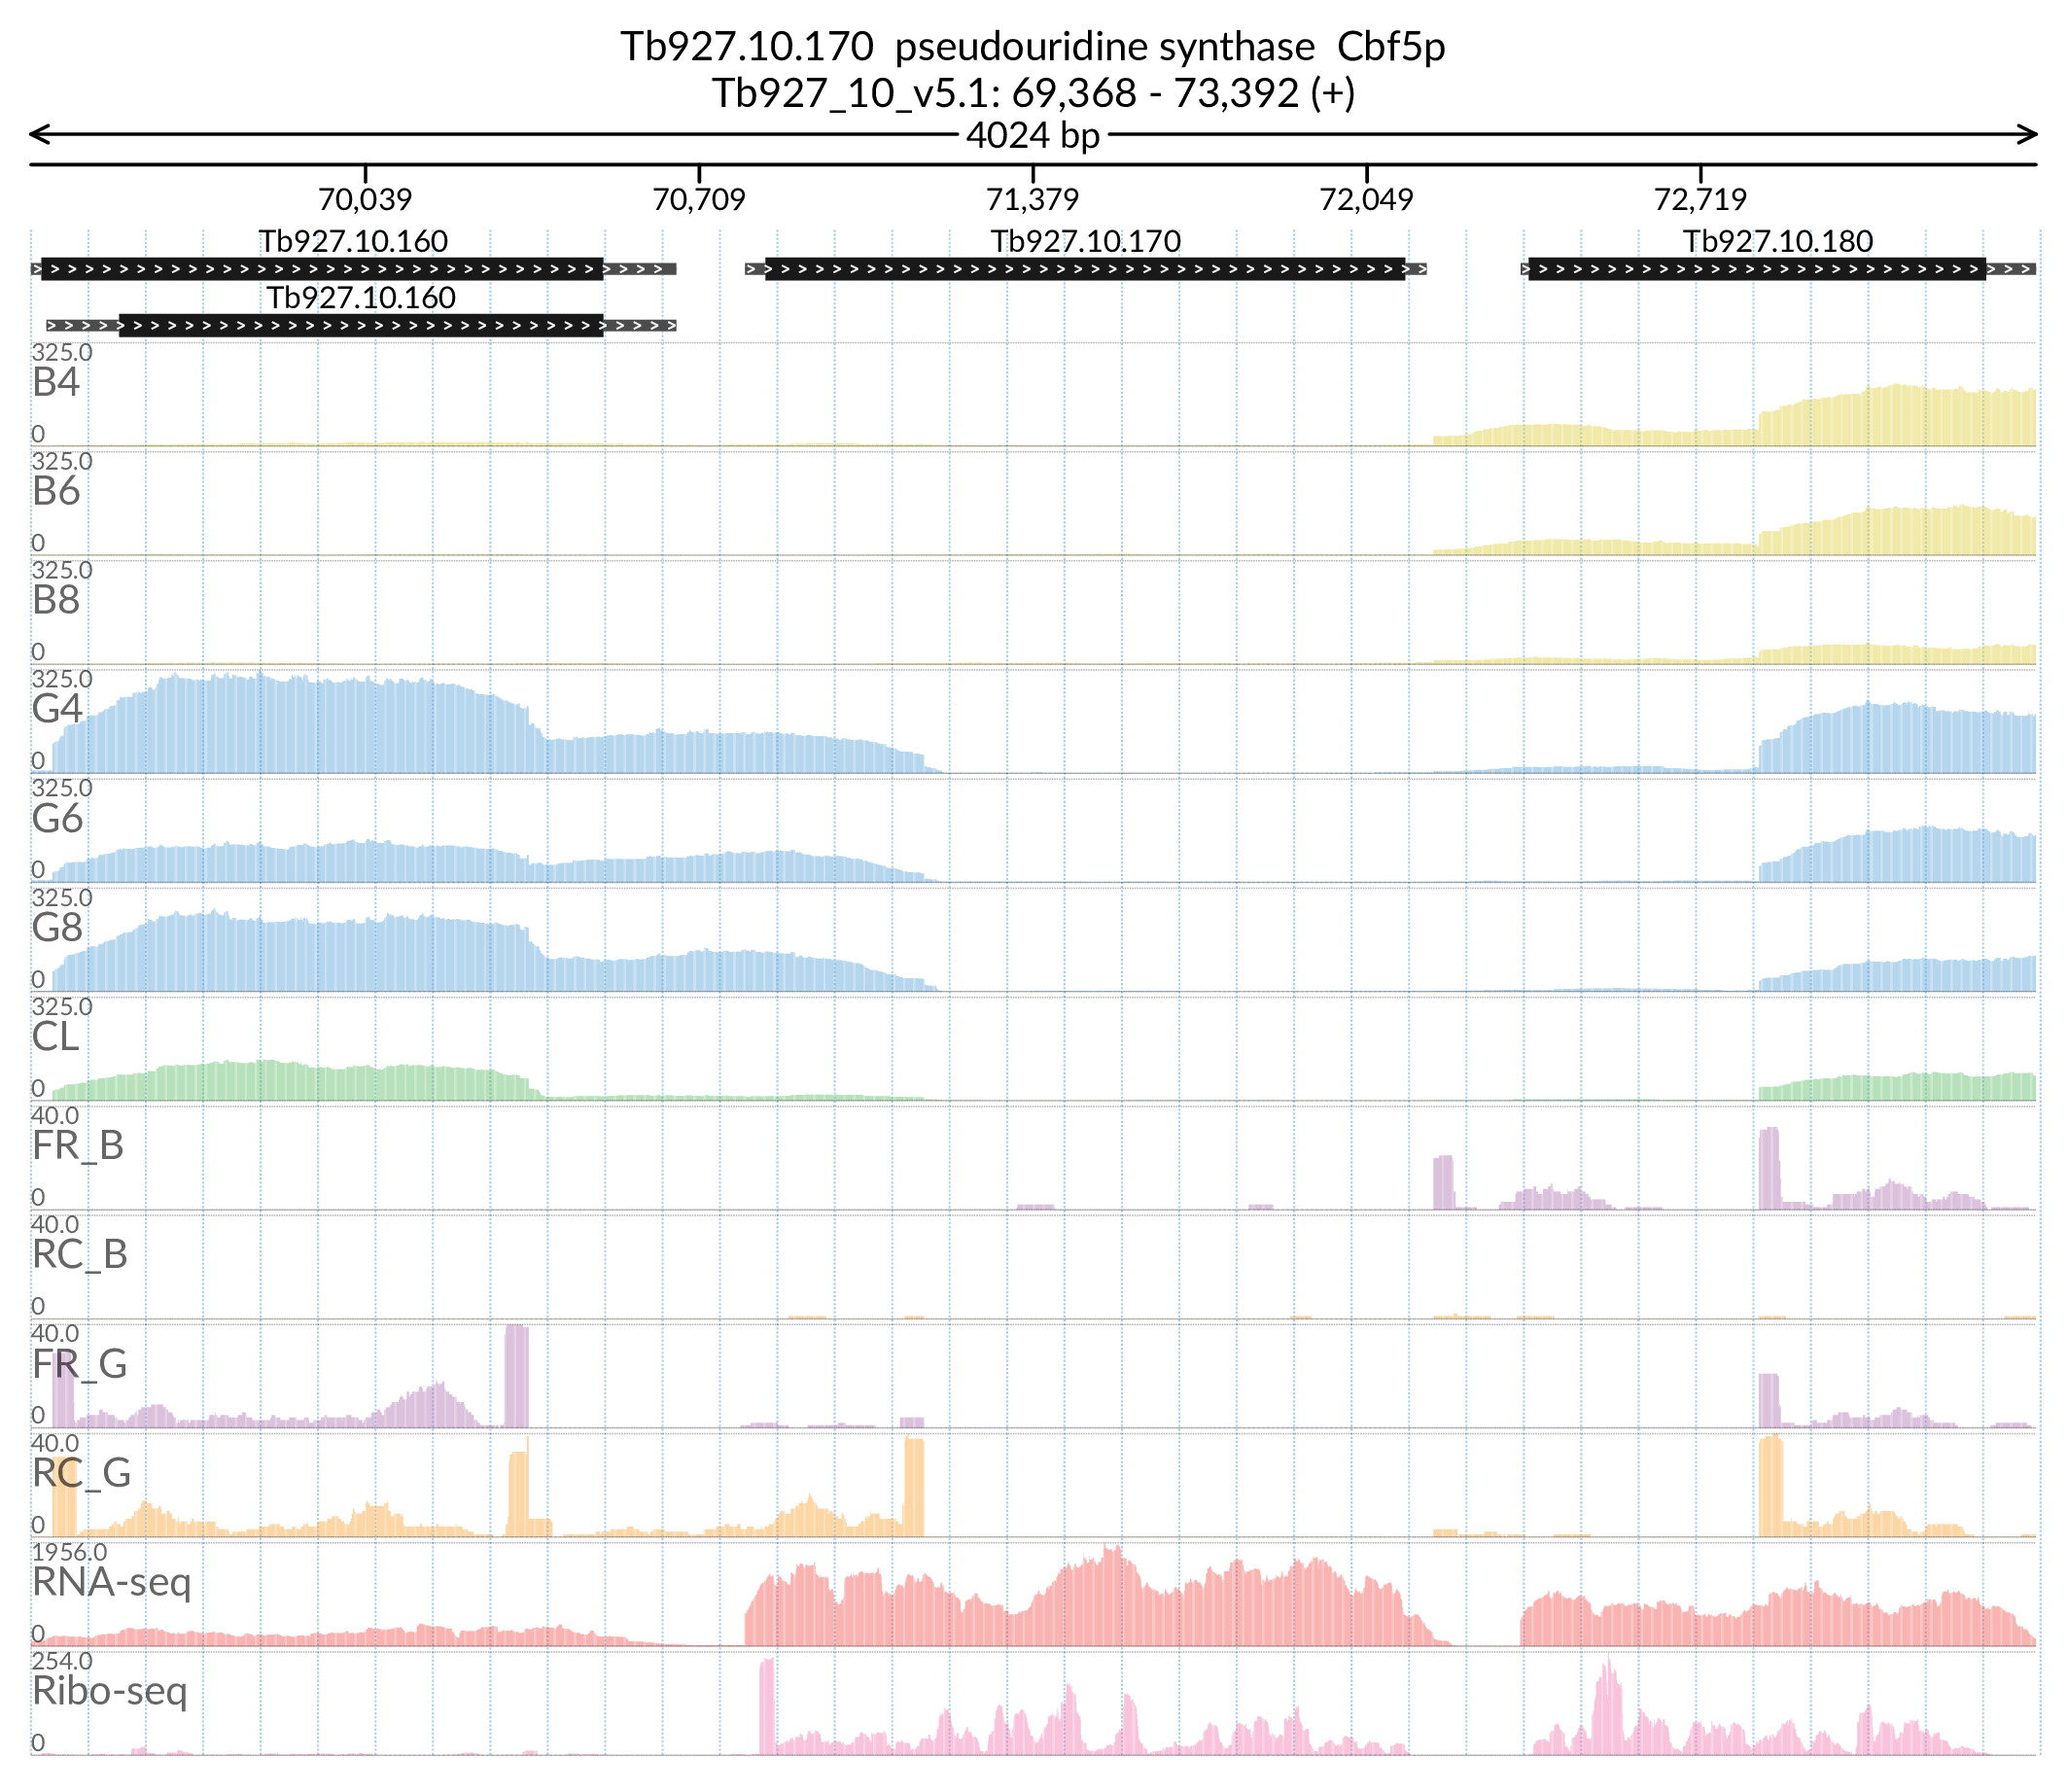 Tb927.10.170 pseudouridine synthase Cbf5p
Tb927_10_v5.1: 69,368 - 73,392 (+)
4024 bp
70,039 70,709 71,379 72,049 72,719
Tb927.10.160 Tb927.10.170 Tb927.10.180
Tb927.10.160
325.0
B4
0
325.0
B6
0
325.0
B8
0
325.0
G4
0
325.0
G6
0
325.0
G8
0
325.0
CL
0
40.0
FR_B
0
40.0
RC_B
0
40.0
FR_G
0
40.0
RC_G
0
1956.0
RNA-seq
0
254.0
Ribo-seq
0